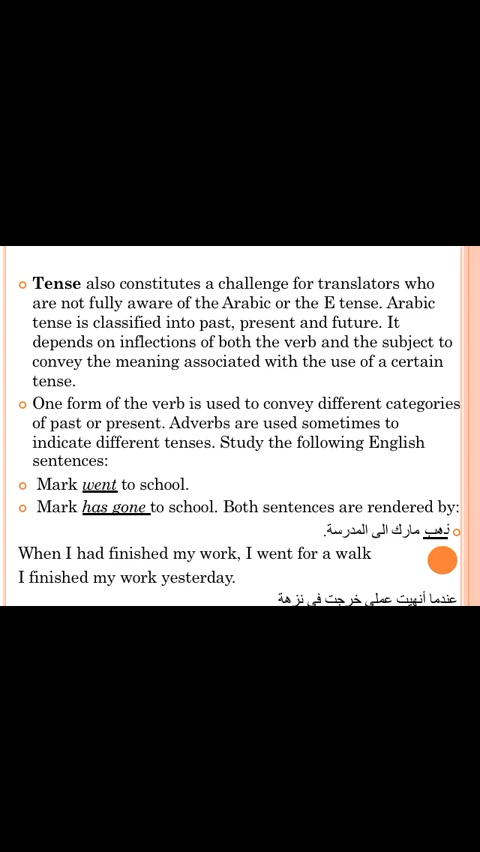 Tense also constitutes a challenge for translators who
are not fully aware of the Arabic or the E tense. Arabic
tense is classified into past, present and future. It
depends on inflections of both the verb and the subject to
convey the meaning associated with the use of a certain
tense.
One form of the verb is used to convey different categories
of past or present. Adverbs are used sometimes to
indicate different tenses. Study the following English
sentences:
Mark went to school.
Mark has gone to school. Both sentences are rendered by:
ذهب مارك الى المدرسة.
When I had finished my work, I went for a walk
I finished my work yesterday.
عندما أنهيت عملي خرجت في نزهة